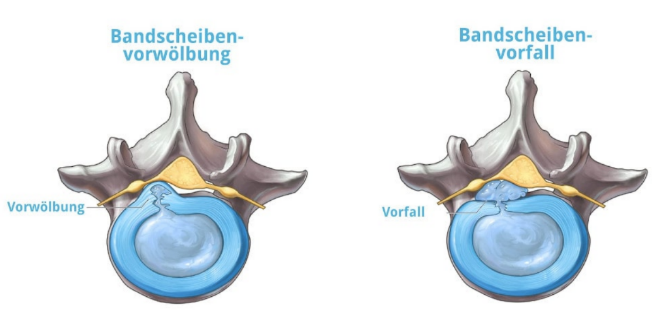 Bandscheiben-
vorwölbung
Vorwölbung
Bandscheiben-
vorfall
Vorfall